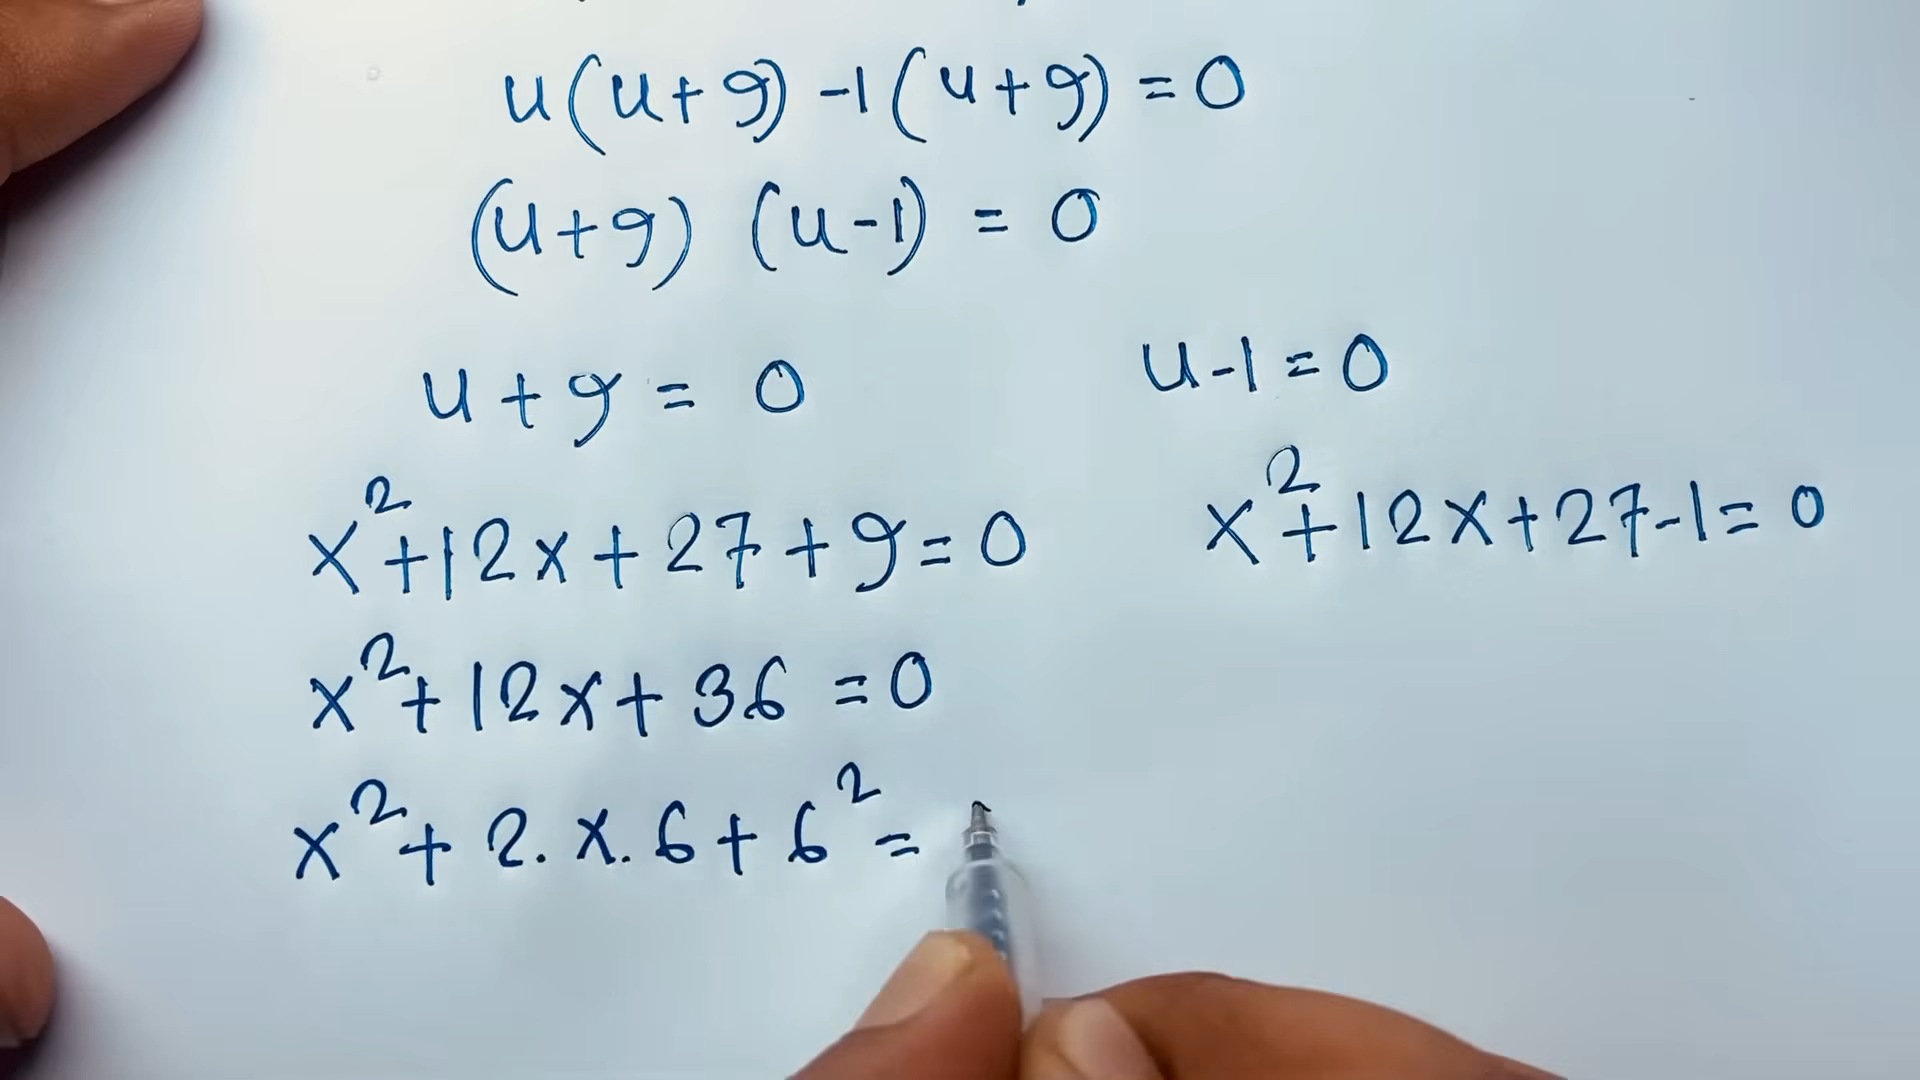 u(u+9)-1(u+9)=0
(u+9) (u-1) = 0
u+9 = 0
u-1=0
x²+12x+27+9=0
x²+12x+27-1=0
x²+12x+36=0
x²+2.x.6+6²=